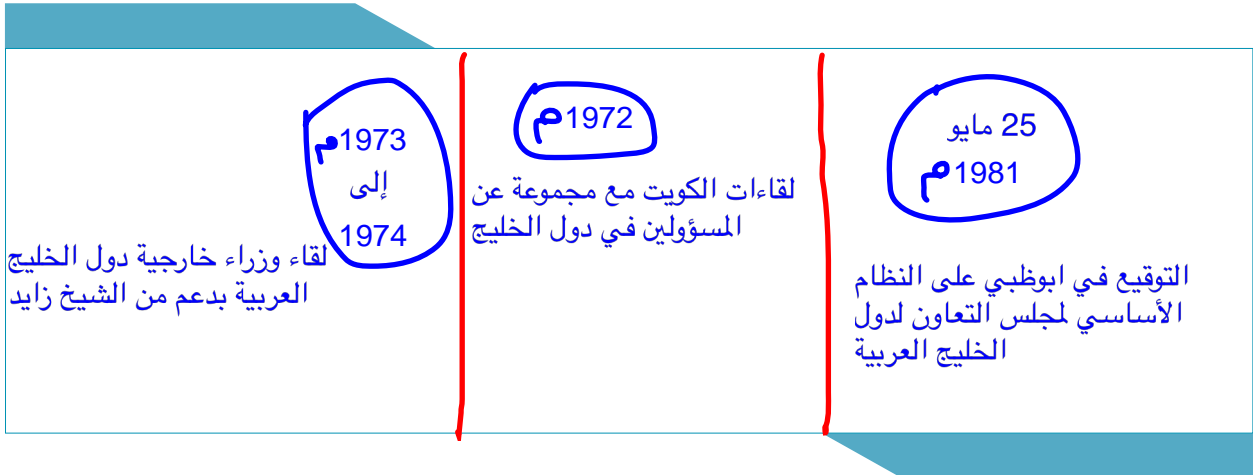 25 مايو
1981م
التوقيع في ابوظبي على النظام
الأساسي لمجلس التعاون لدول
الخليج العربية
1972م
لقاءات الكويت مع مجموعة عن
المسؤولين في دول الخليج
1973م
إلى
1974
لقاء وزراء خارجية دول الخليج
العربية بدعم من الشيخ زايد